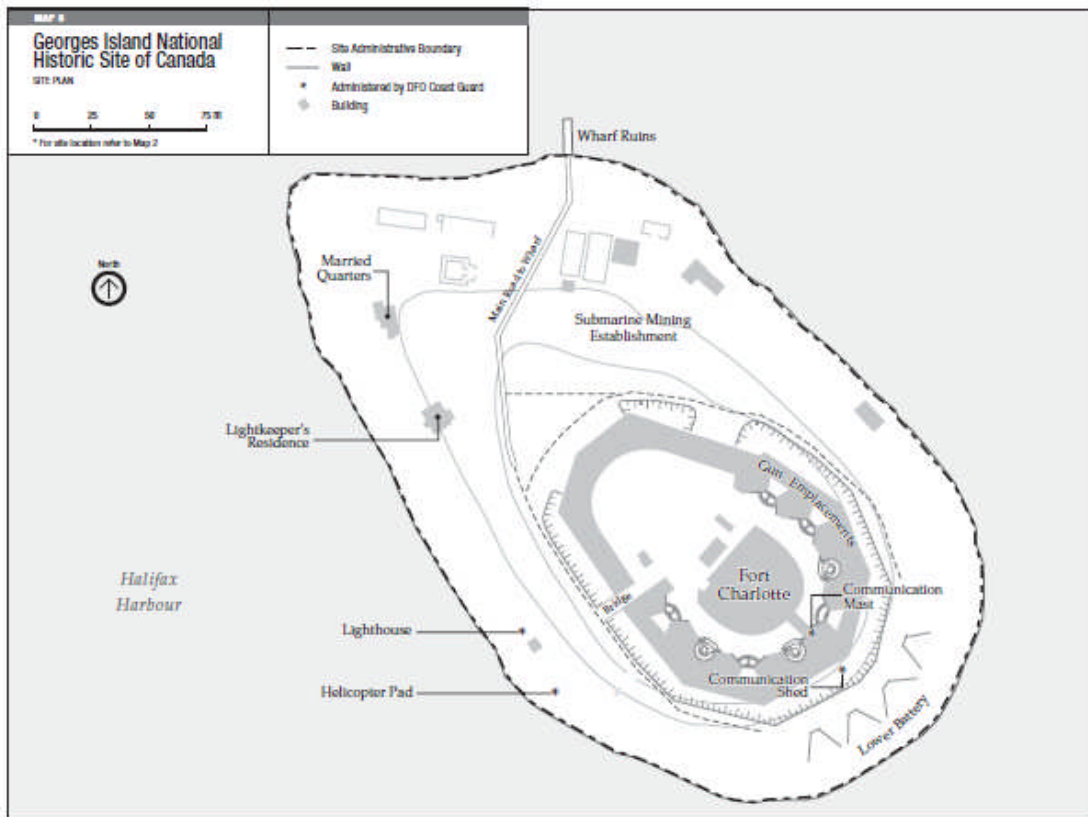 MAP 8
Georges Island National
Historic Site of Canada
SITE PLAN
0 25 50 75 M
* For site location refer to Map 2
Site Administrative Boundary
Wall
Administered by DFO Coast Guard
Building
Wharf Ruins
North
Married
Quarters
Main Road to Wharf
Submarine Mining
Establishment
Lightkeeper's
Residence
Gun Emplacements
Halifax
Harbour
Fort
Charlotte
Communication
Mast
Bridge
Lighthouse
Helicopter Pad
Communication
Shed
Lower Battery